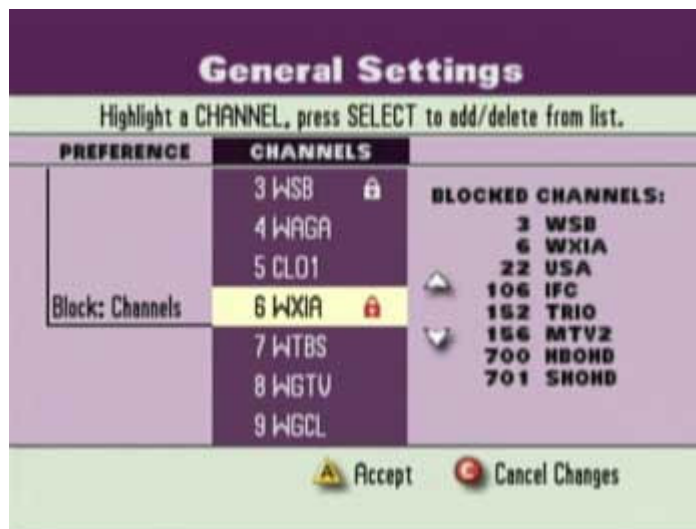 General Settings
Highlight a CHANNEL, press SELECT to add/delete from list.
PREFERENCE
CHANNELS
Block: Channels
3 WSB
4 WAGA
5 CLO1
6 WXIA
7 WTBS
8 WGTV
9 WGCL
BLOCKED CHANNELS:
3 WSB
6 WXIA
22 USA
106 IFC
152 TRIO
156 MTV2
700 HBOHD
701 SHOHD
A Accept
C Cancel Changes